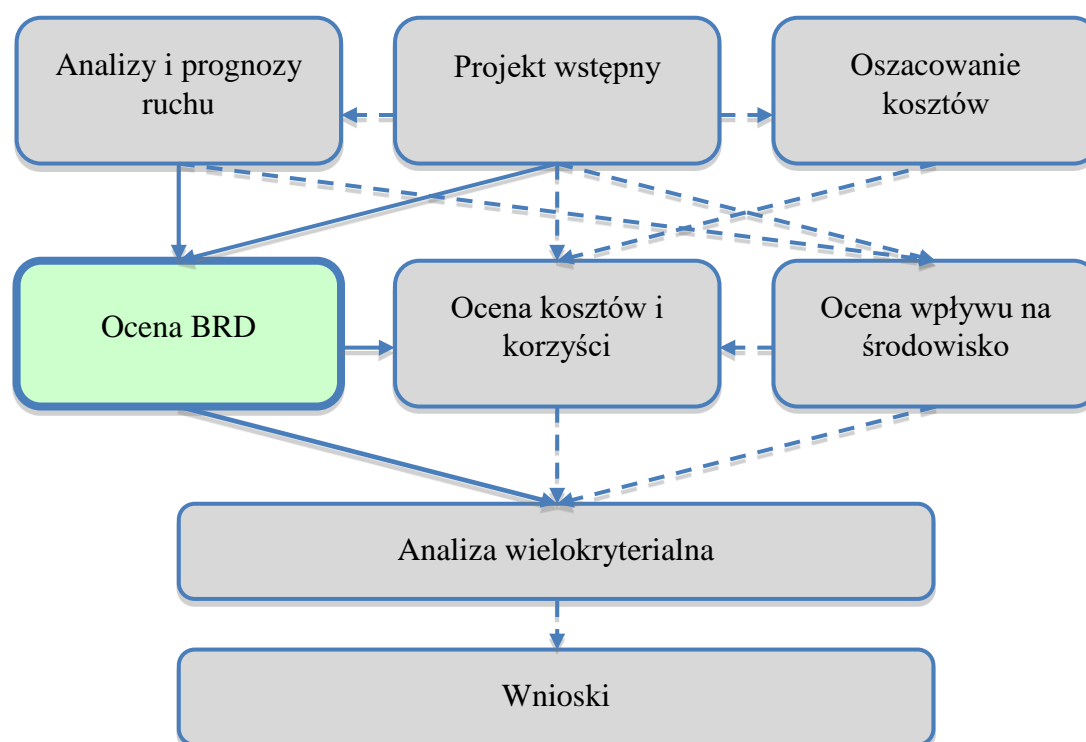 Analizy i prognozy
ruchu
Projekt wstępny
Oszacowanie
kosztów
Ocena BRD
Ocena kosztów i
korzyści
Ocena wpływu na
środowisko
Analiza wielokryterialna
Wnioski